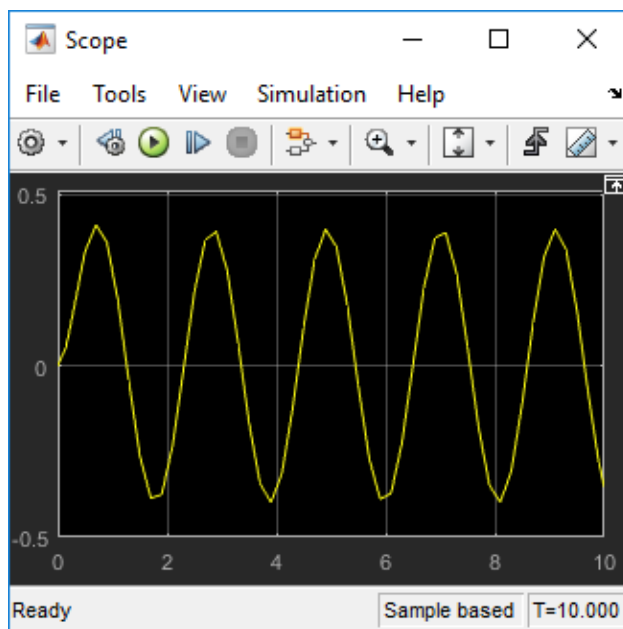 Scope
File Tools View Simulation Help
0.5
0
-0.5
0 2 4 6 8 10
Ready Sample based T=10.000